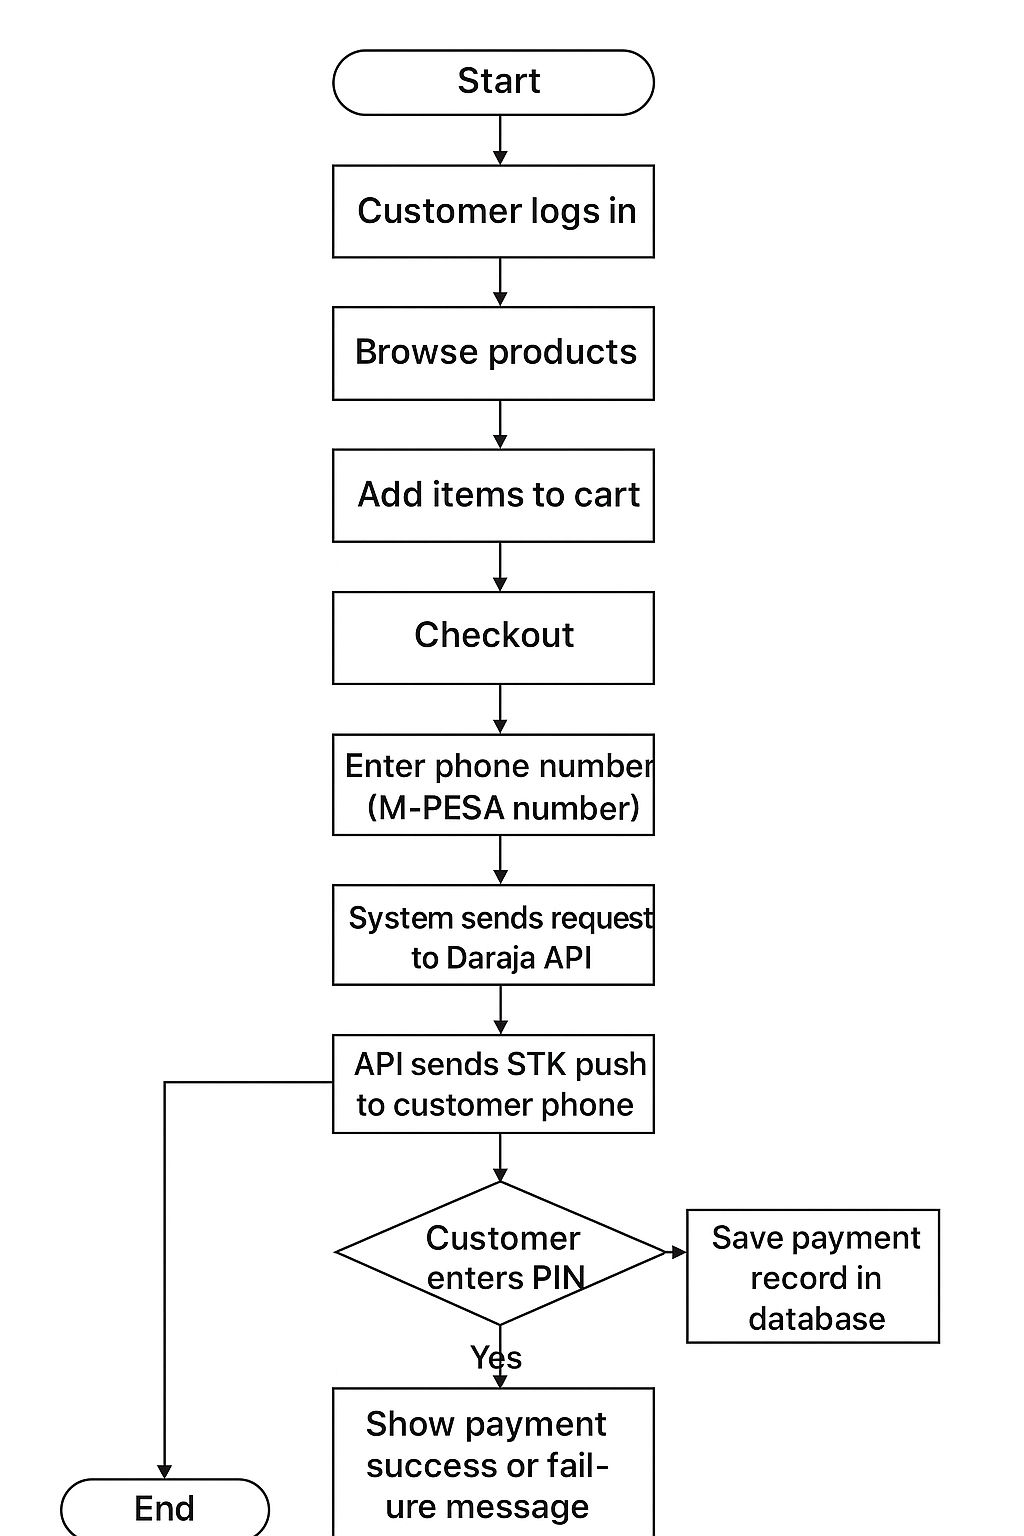 Start
Customer logs in
Browse products
Add items to cart
Checkout
Enter phone number
(M-PESA number)
System sends request
to Daraja API
API sends STK push
to customer phone
Customer
enters PIN
Save payment
record in
database
Yes
Show payment
success or fail-
ure message
End